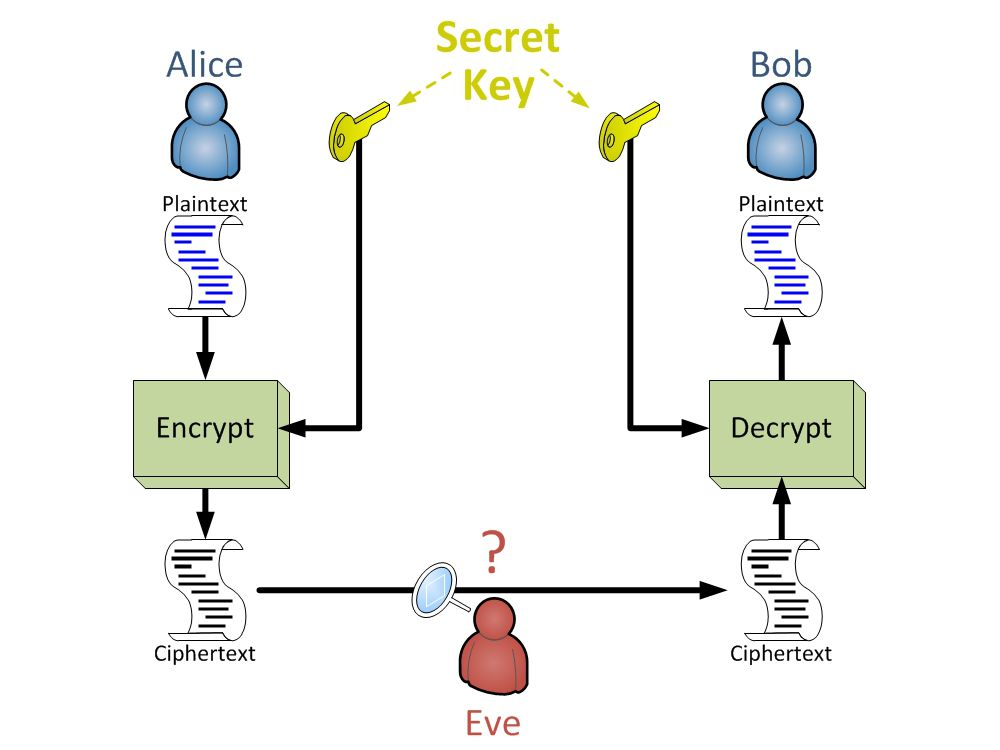 Secret
Key
Alice
Bob
Plaintext
Plaintext
Encrypt
Decrypt
?
Ciphertext
Ciphertext
Eve